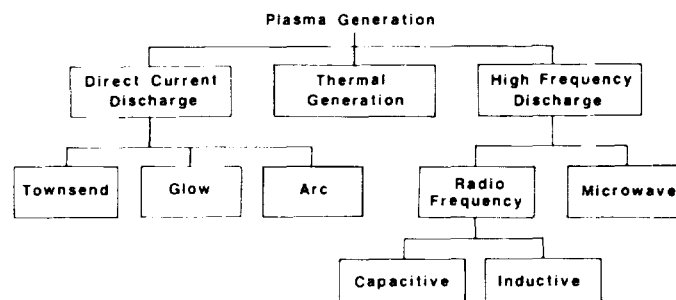 Plasma Generation
Direct Current
Discharge
Thermal
Generation
High Frequency
Discharge
Townsend
Glow
Arc
Radio
Frequency
Microwave
Capacitive
Inductive